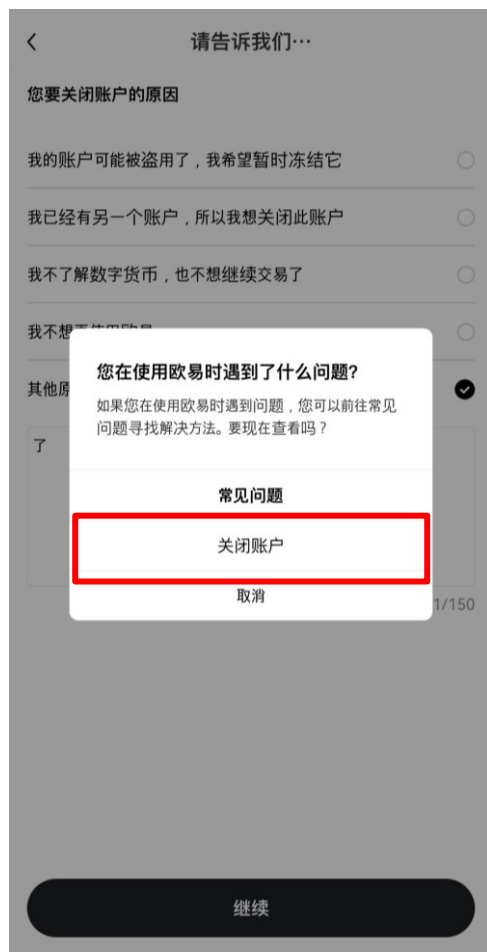 请告诉我们…
您要关闭账户的原因
我的账户可能被盗用了，我希望暂时冻结它
我已经有另一个账户，所以我想关闭此账户
我不了解数字货币，也不想继续交易了
我不想再使用欧易
其他原
您在使用欧易时遇到了什么问题?
如果您在使用欧易时遇到问题，您可以前往常见
问题寻找解决方法。要现在查看吗？
了
常见问题
关闭账户
取消
1/150
继续